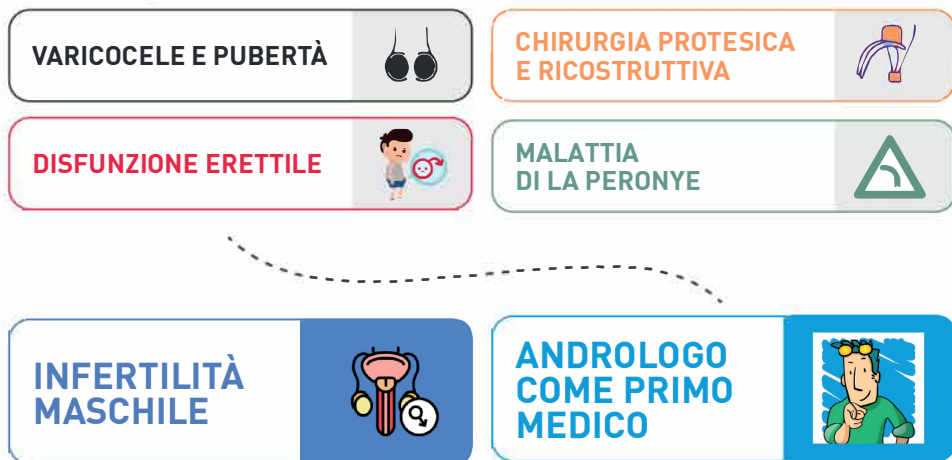 VARICOCELE E PUBERTÀ
CHIRURGIA PROTESICA
E RICOSTRUTTIVA
DISFUNZIONE ERETTILE
MALATTIA
DI LA PERONYE
INFERTILITÀ
MASCHILE
ANDROLOGO
COME PRIMO
MEDICO